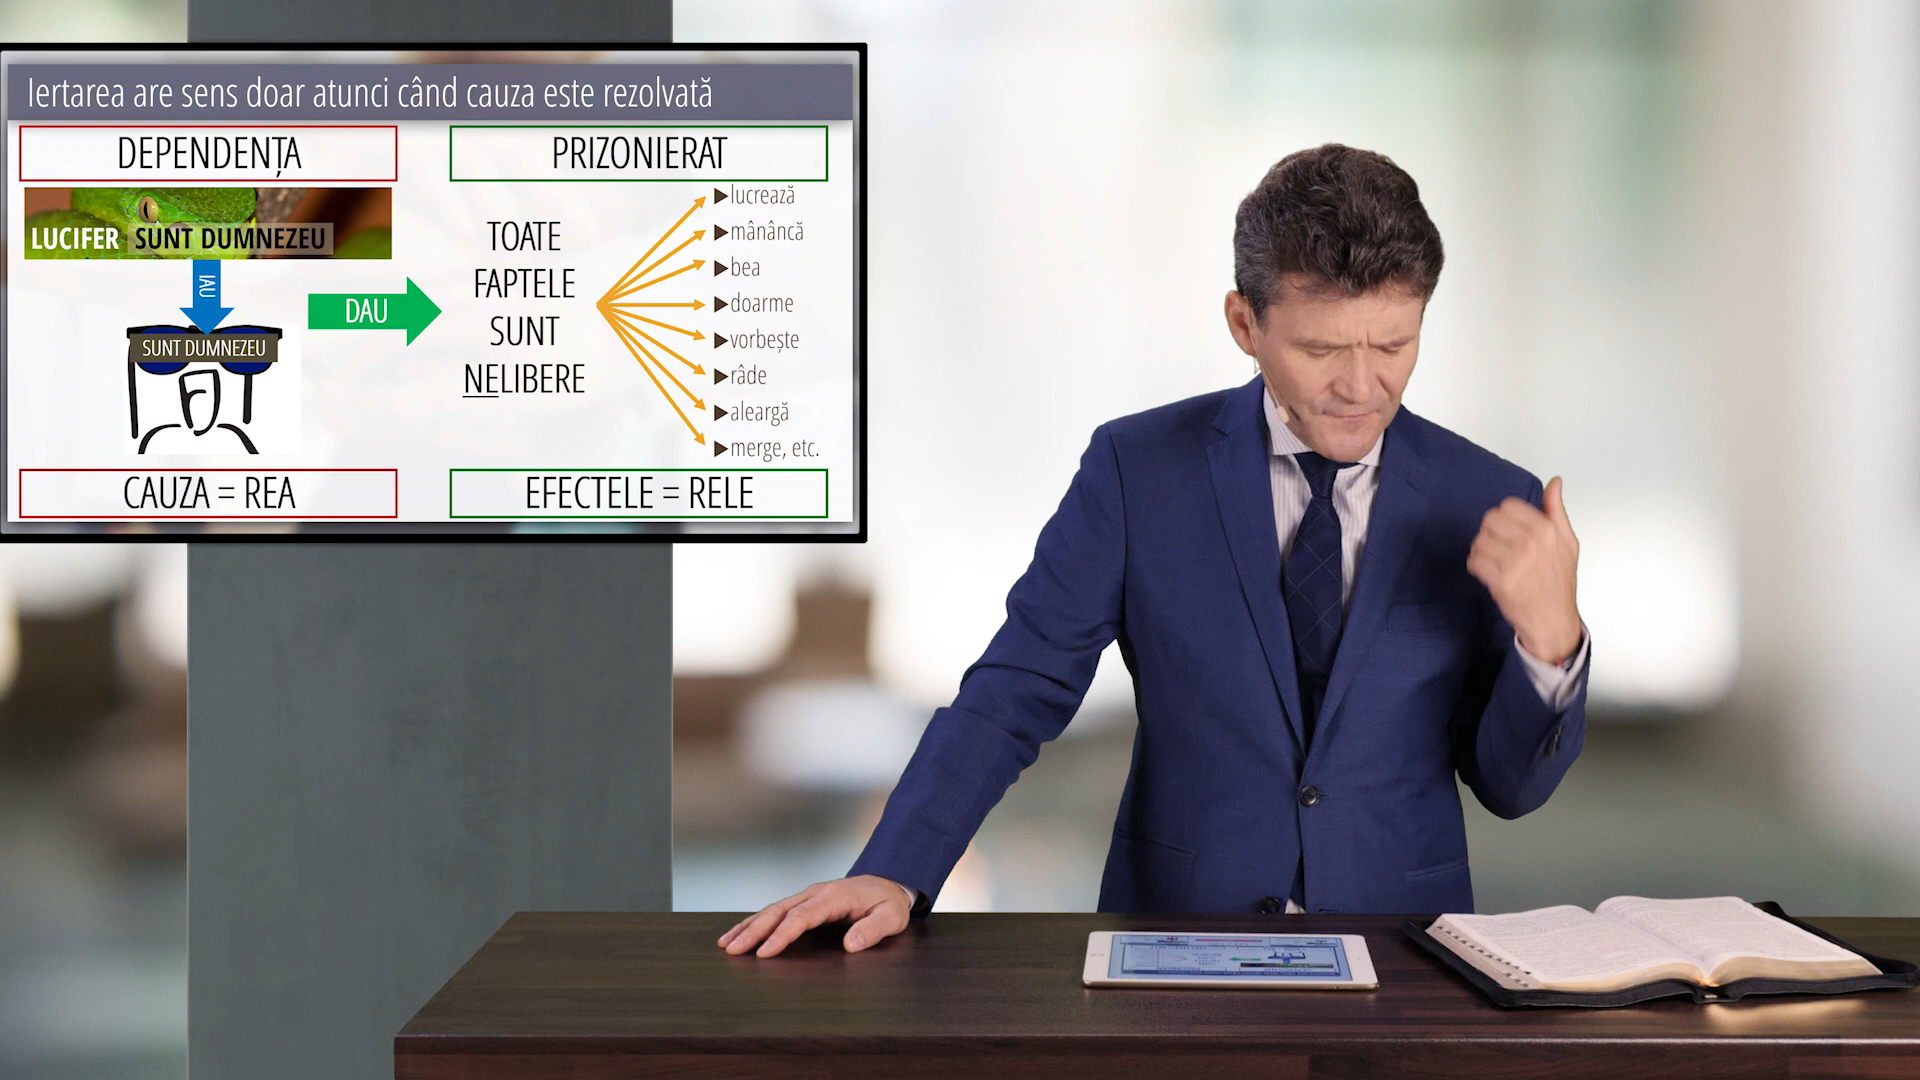 Iertarea are sens doar atunci când cauza este rezolvată
DEPENDENȚA
LUCIFER SUNT DUMNEZEU
IAU
SUNT DUMNEZEU
CAUZA = REA
DAU
PRIZONIERAT
TOATE
FAPTELE
SUNT
NELIBERE
lucrează
mânâncă
bea
doarme
vorbește
râde
aleargă
merge, etc.
EFECTELE = RELE